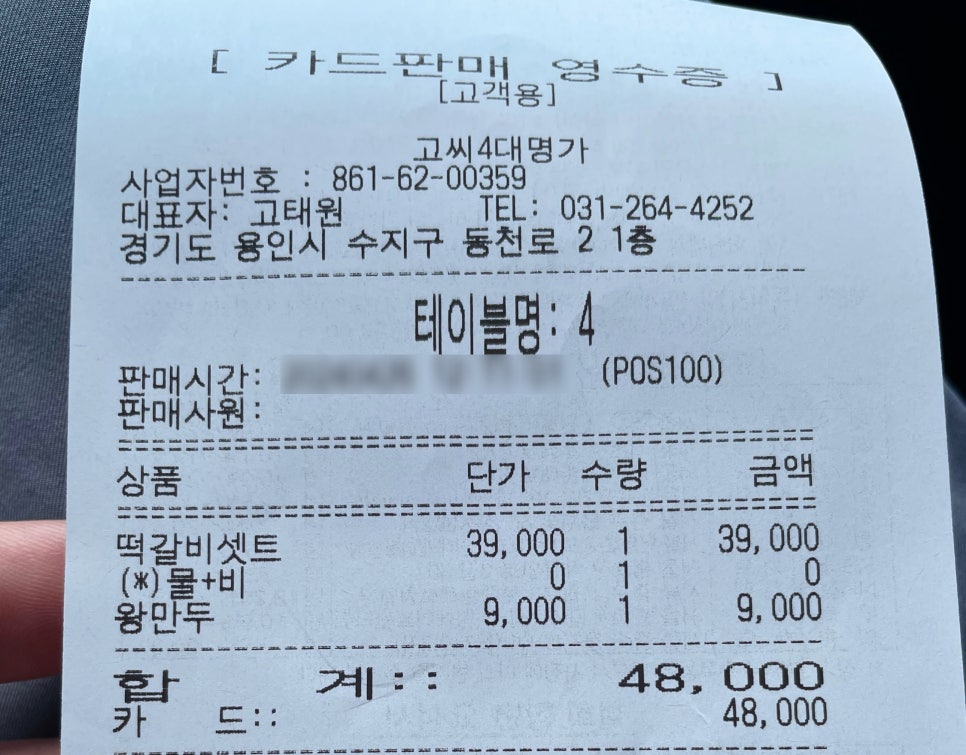 [ 카드판매 영수증 ]
[고객용]
고씨4대명가
사업자번호 : 861-62-00359
대표자: 고태원 TEL: 031-264-4252
경기도 용인시 수지구 동천로 2 1층
테이블명: 4
판매시간: (POS100)
판매사원:
상품 단가 수량 금액
떡갈비셋트 39,000 1 39,000
(*)물+비 0 1 0
왕만두 9,000 1 9,000
합 계:: 48,000
카 드:: 48,000